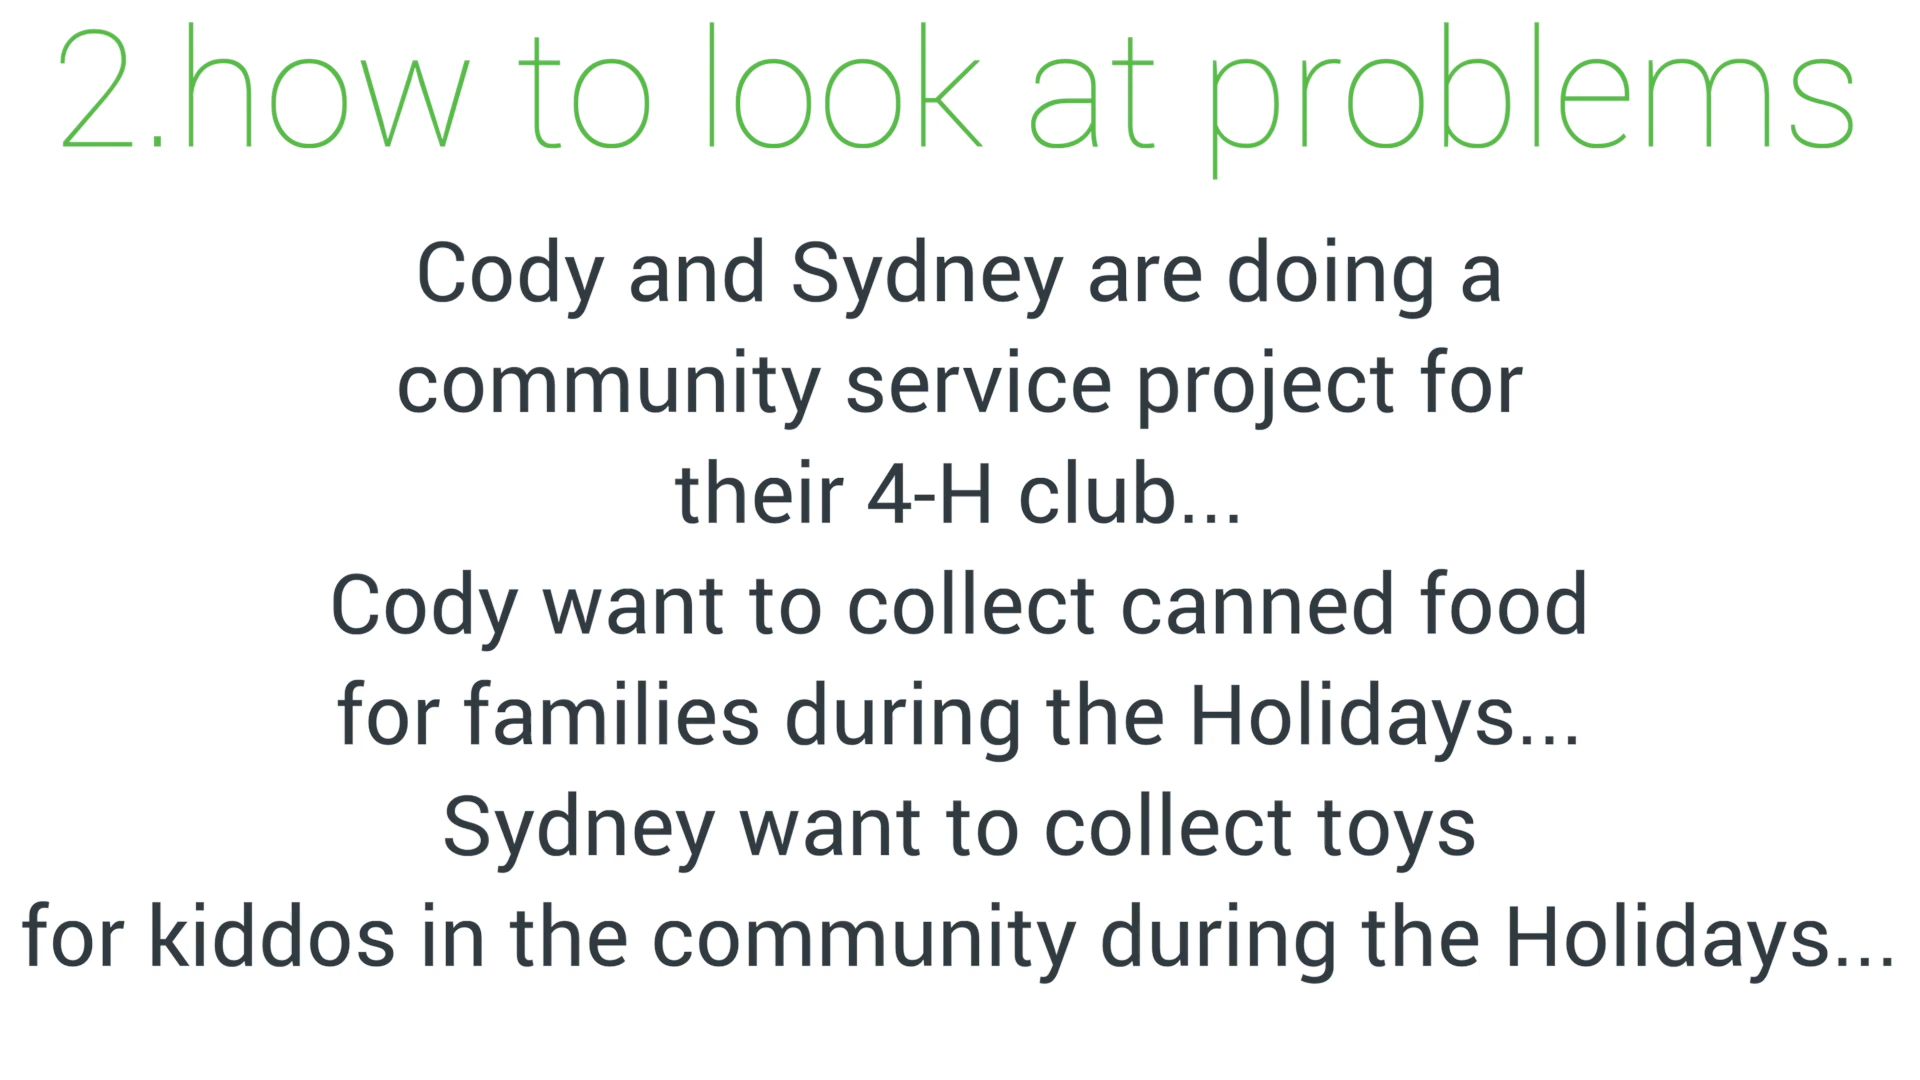 2.how to look at problems
Cody and Sydney are doing a
community service project for
their 4-H club...
Cody want to collect canned food
for families during the Holidays...
Sydney want to collect toys
for kiddos in the community during the Holidays...